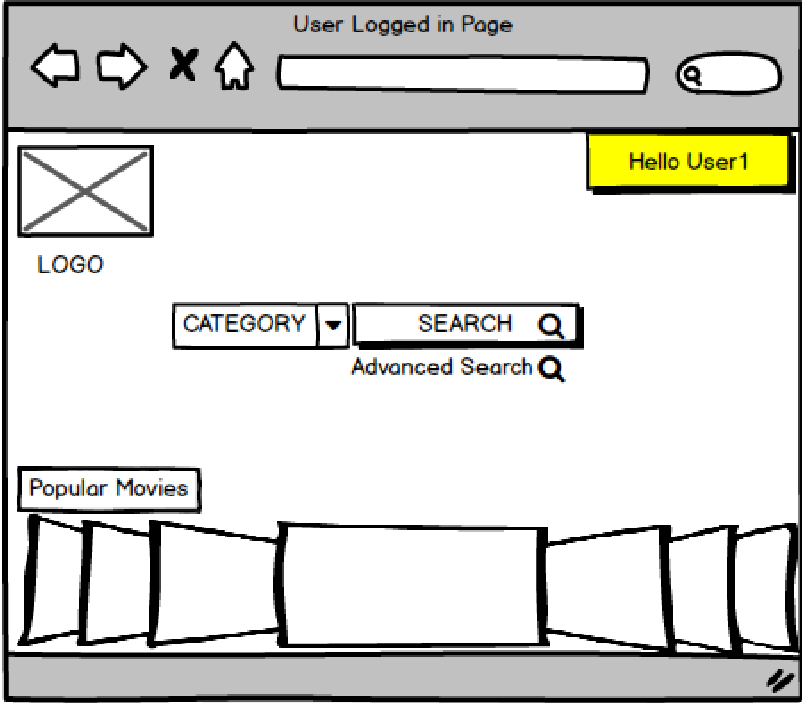 User Logged in Page
Hello User1
LOGO
CATEGORY
SEARCH
Advanced Search
Popular Movies